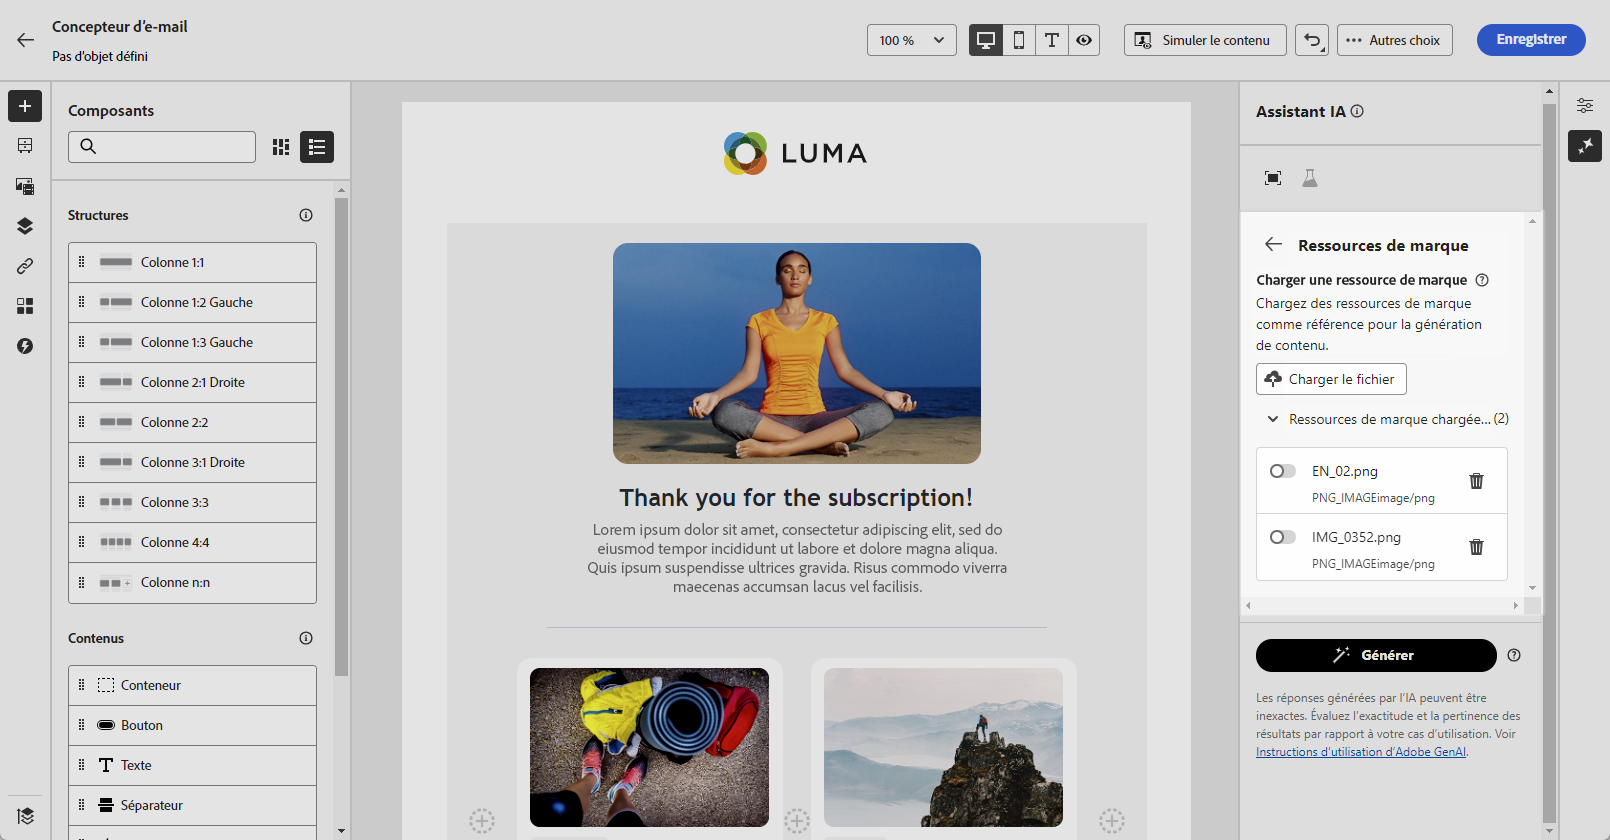 Concepteur d'e-mail
Pas d'objet défini
100 %
Simuler le contenu
Autres choix
Enregistrer
Composants
Structures
Colonne 1:1
Colonne 1:2 Gauche
Colonne 1:3 Gauche
Colonne 2:1 Droite
Colonne 2:2
Colonne 3:1 Droite
Colonne 3:3
Colonne 4:4
Colonne n:n
Contenus
Conteneur
Bouton
Texte
Séparateur
LUMA
Thank you for the subscription!
Lorem ipsum dolor sit amet, consectetur adipiscing elit, sed do
eiusmod tempor incididunt ut labore et dolore magna aliqua.
Quis ipsum suspendisse ultrices gravida. Risus commodo viverra
maecenas accumsan lacus vel facilisis.
Assistant IA
Ressources de marque
Charger une ressource de marque
Chargez des ressources de marque
comme référence pour la génération
de contenu.
Charger le fichier
Ressources de marque chargée... (2)
EN_02.png
PNG_IMAGEimage/png
IMG_0352.png
PNG_IMAGEimage/png
Générer
Les réponses générées par l'IA peuvent être
inexactes. Évaluez l'exactitude et la pertinence des
résultats par rapport à votre cas d'utilisation. Voir
Instructions d'utilisation d'Adobe GenAI.